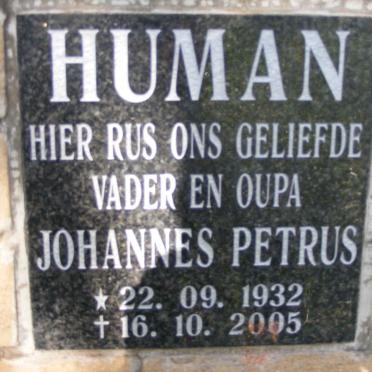 HUMAN
HIER RUS ONS GELIEFDE
VADER EN OUPA
JOHANNES PETRUS
★ 22. 09. 1932
✝ 16. 10. 2005